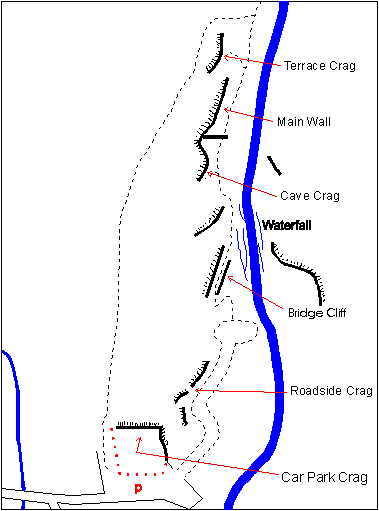 Terrace Crag
Main Wall
Cave Crag
Waterfall
Bridge Cliff
Roadside Crag
Car Park Crag
p